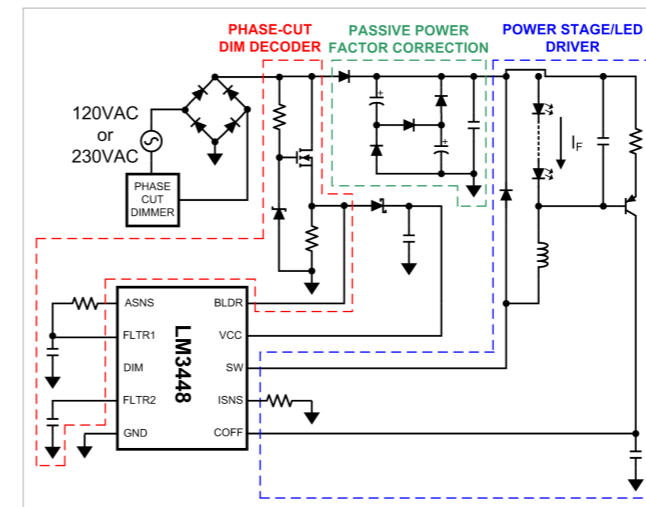 PHASE-CUT
DIM DECODER
PASSIVE POWER
FACTOR CORRECTION
POWER STAGE/LED
DRIVER
120VAC
or
230VAC
PHASE
CUT
DIMMER
+
+
IF
LM3448
ASNS
FLTR1
DIM
FLTR2
GND
BLDR
VCC
SW
ISNS
COFF